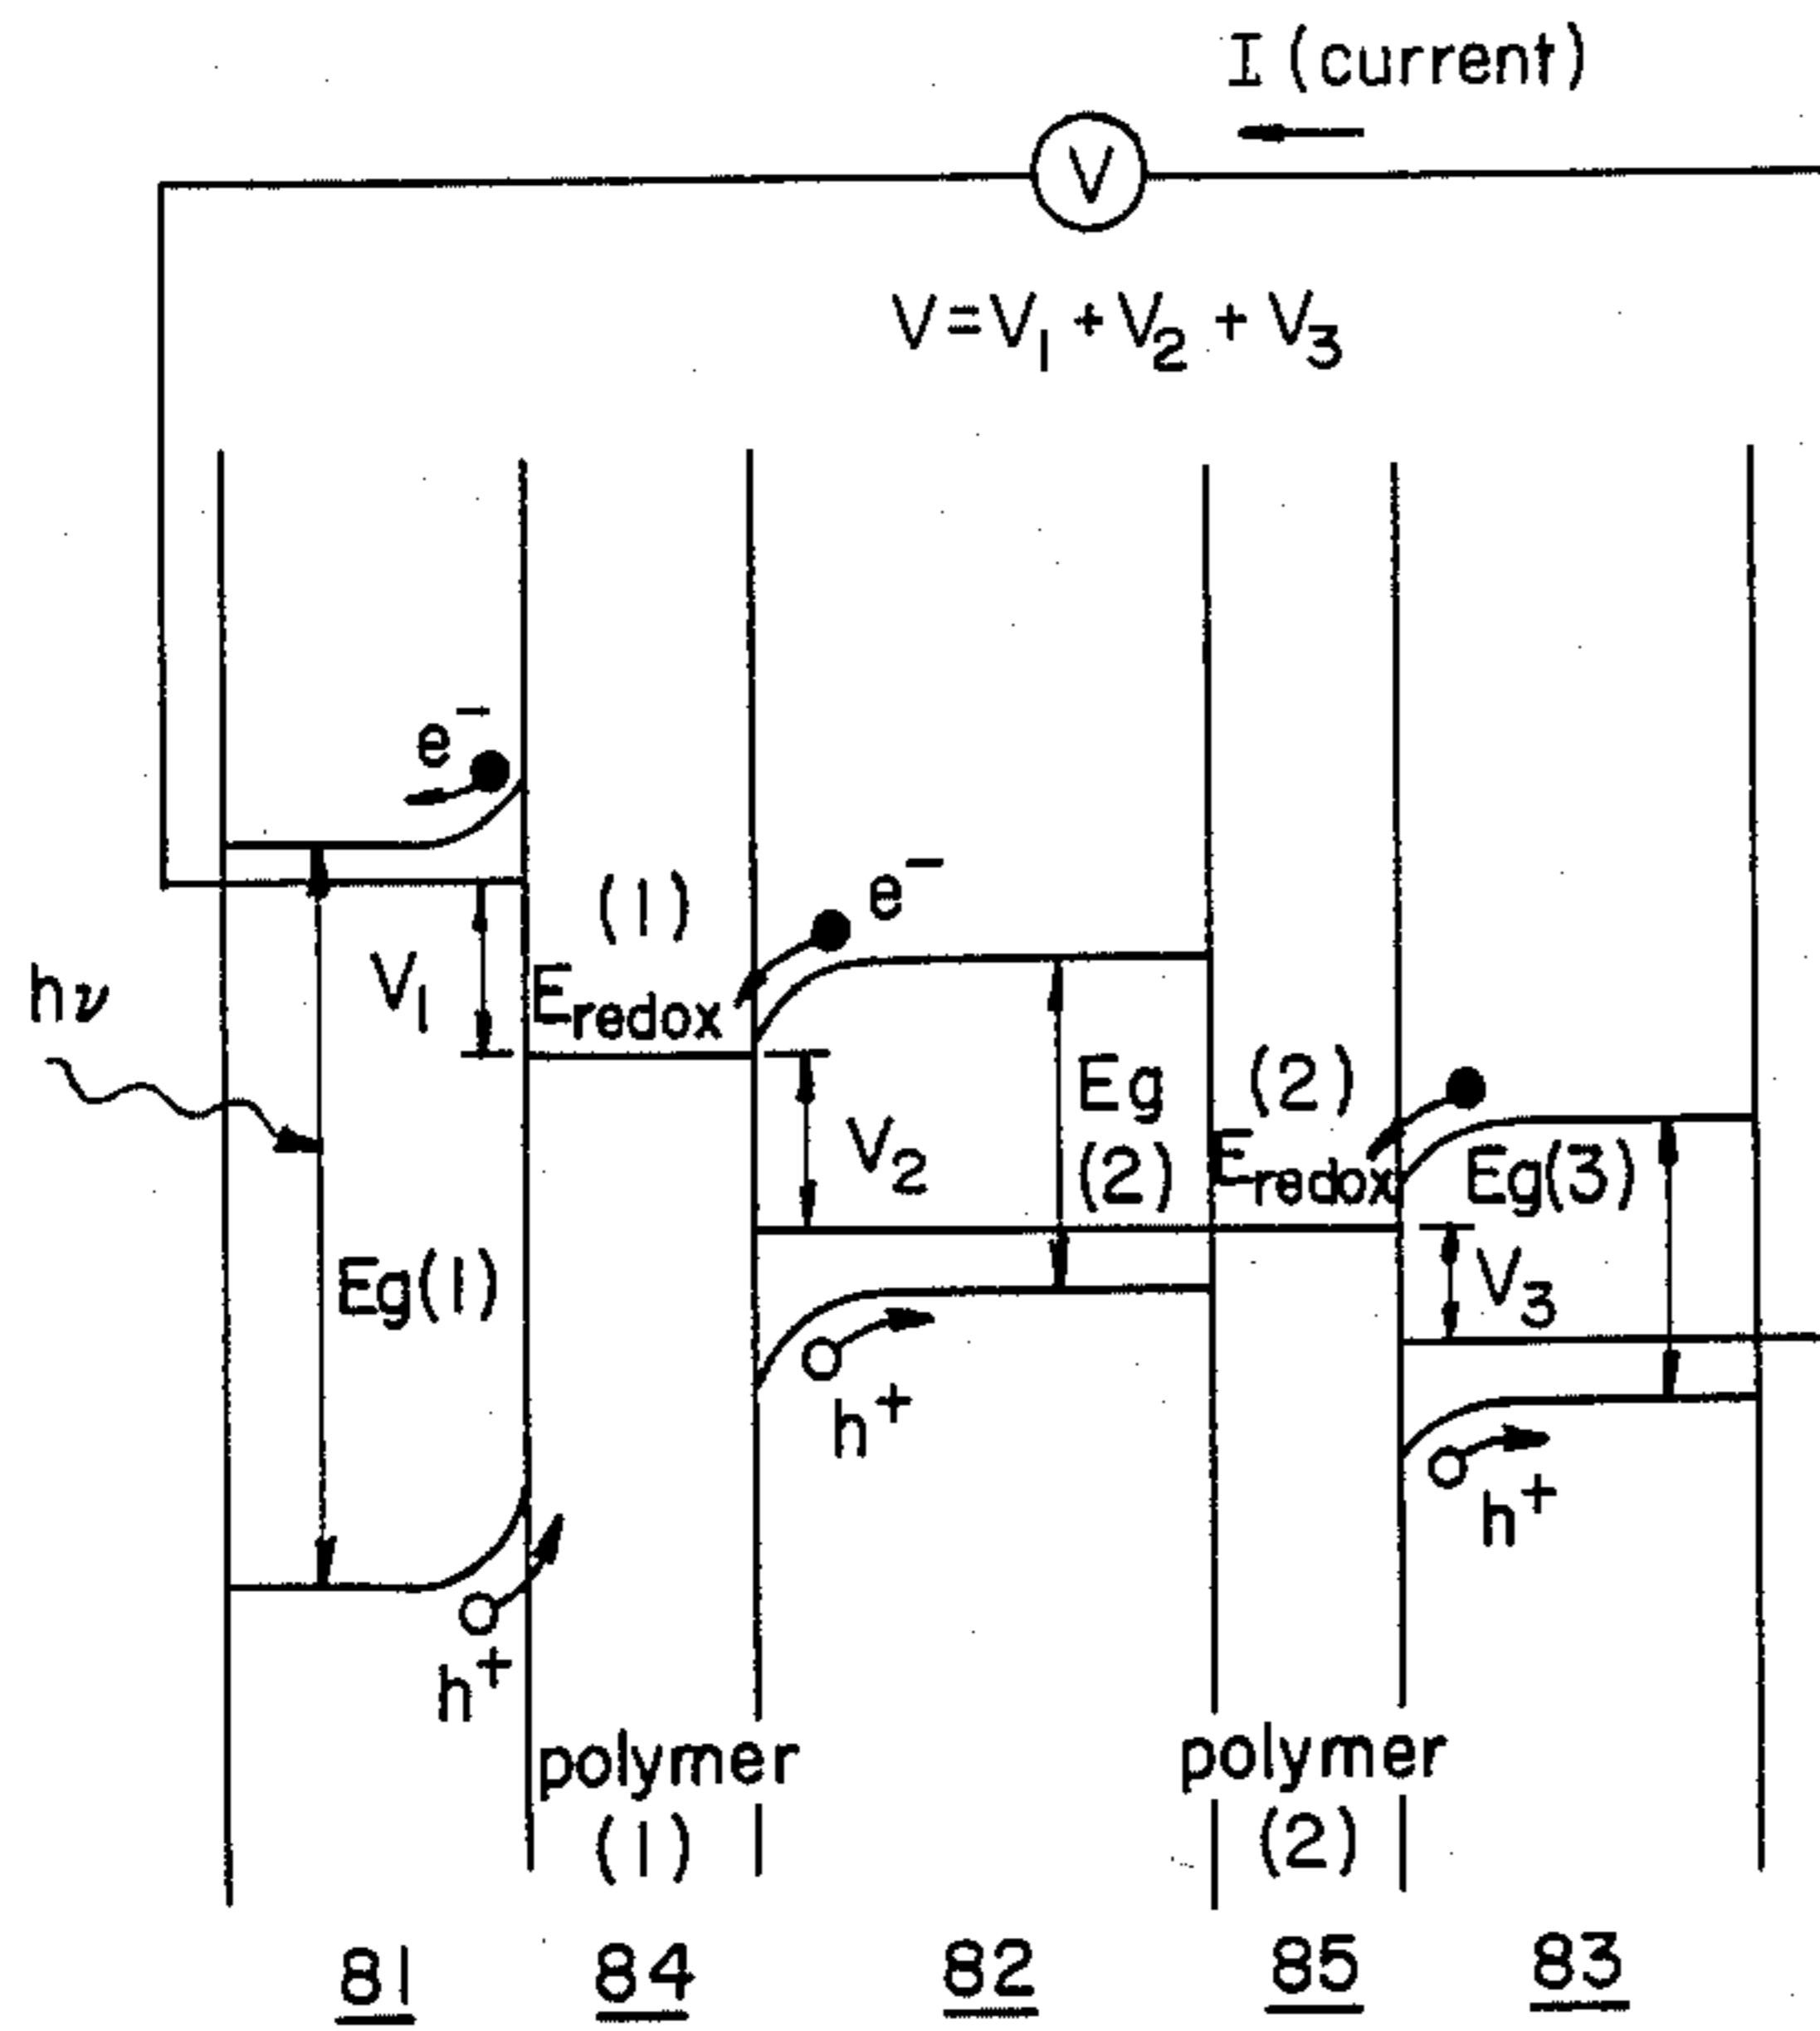 I (current)
V
V = V1 + V2 + V3
e−
(1)
e−
hν
V1
Eredox
Eg
(2)
(2)
V2
Eredox
Eg(3)
Eg(1)
V3
h+
h+
h+
polymer
(1)
polymer
(2)
81
84
82
85
83